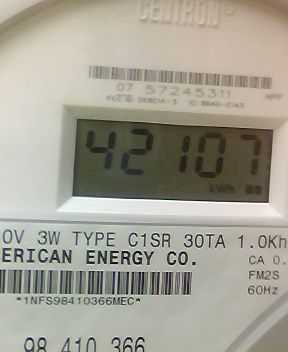 CENTRON®
07 57245311
42107
kWh
0V 3W TYPE C1SR 30TA 1.0Kh
ERICAN ENERGY CO.
CA 0.
FM2S
60Hz
*1NFS98410366MEC*
98 410 366